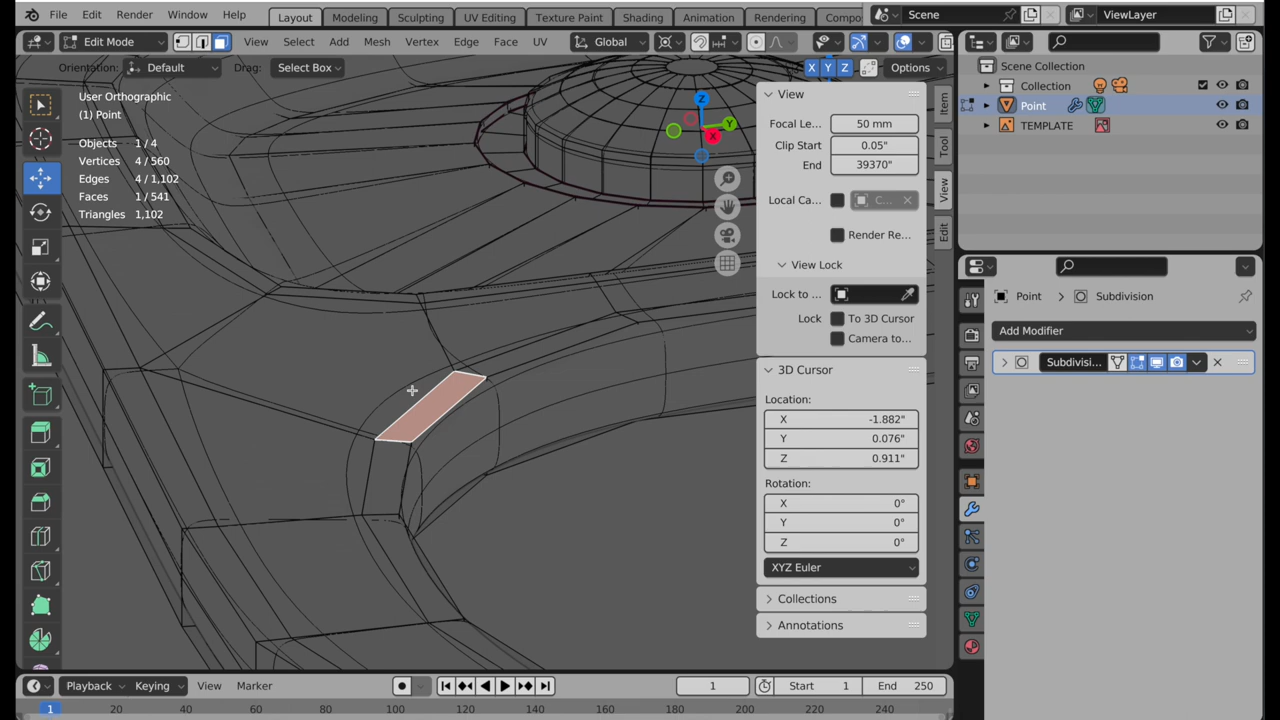 File Edit Render Window Help Layout Modeling Sculpting UV Editing Texture Paint Shading Animation Rendering Compo Scene ViewLayer
Edit Mode View Select Add Mesh Vertex Edge Face UV Global
Orientation: Default Drag: Select Box X Y Z Options
User Orthographic
(1) Point
Objects 1/4
Vertices 4/560
Edges 4/1,102
Faces 1/541
Triangles 1,102
Z
Y
X
View
Focal Le... 50 mm
Clip Start 0.05"
End 39370"
Local Ca... C...
Render Re...
View Lock
Lock to ...
Lock To 3D Cursor
Camera to...
3D Cursor
Location:
X -1.882"
Y 0.076"
Z 0.911"
Rotation:
X 0°
Y 0°
Z 0°
XYZ Euler
Collections
Annotations
Item
Tool
View
Edit
Scene Collection
Collection
Point
TEMPLATE
Point Subdivision
Add Modifier
Subdivisi...
Playback Keying View Marker 1 Start 1 End 250
1 20 40 60 80 100 120 140 160 180 200 220 240